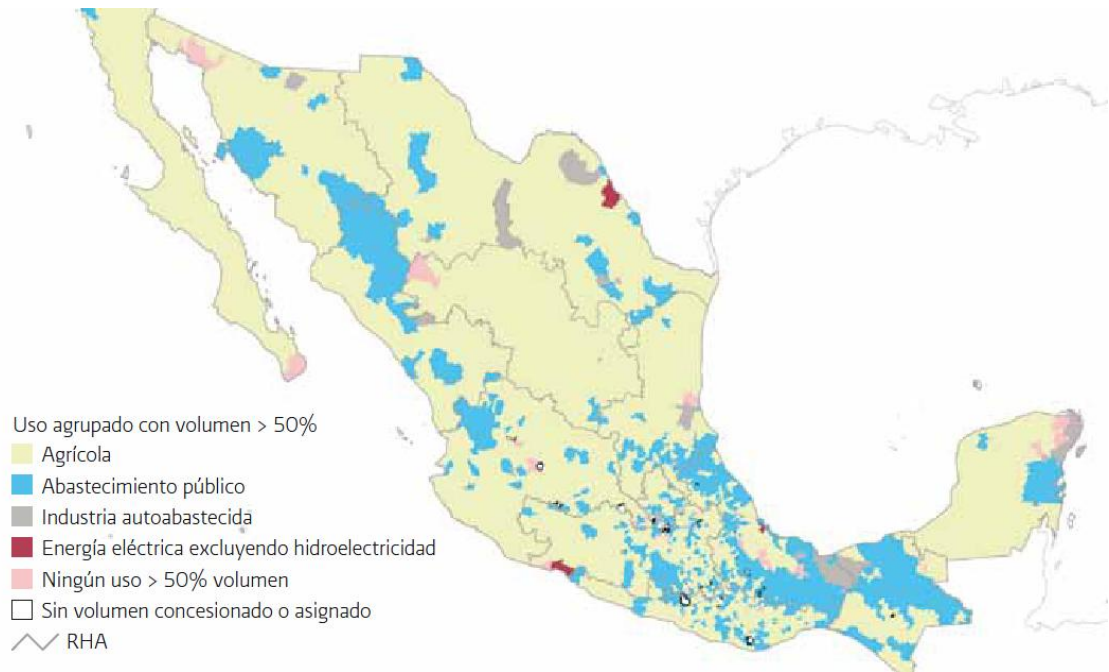 Uso agrupado con volumen > 50%
Agrícola
Abastecimiento público
Industria autoabastecida
Energía eléctrica excluyendo hidroelectricidad
Ningún uso > 50% volumen
Sin volumen concesionado o asignado
RHA